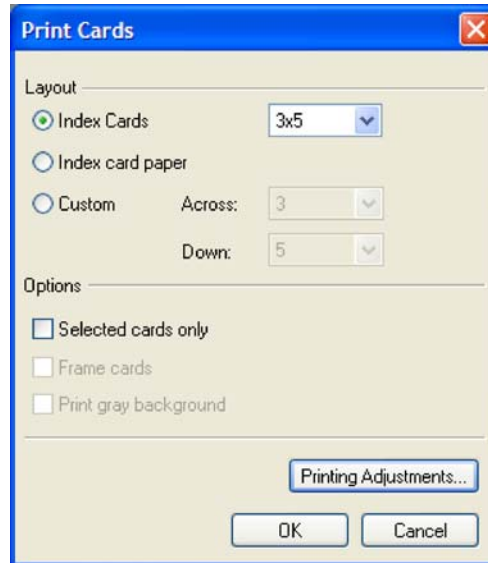 Print Cards
Layout
Index Cards 3x5
Index card paper
Custom Across: 3
Down: 5
Options
Selected cards only
Frame cards
Print gray background
Printing Adjustments...
OK Cancel